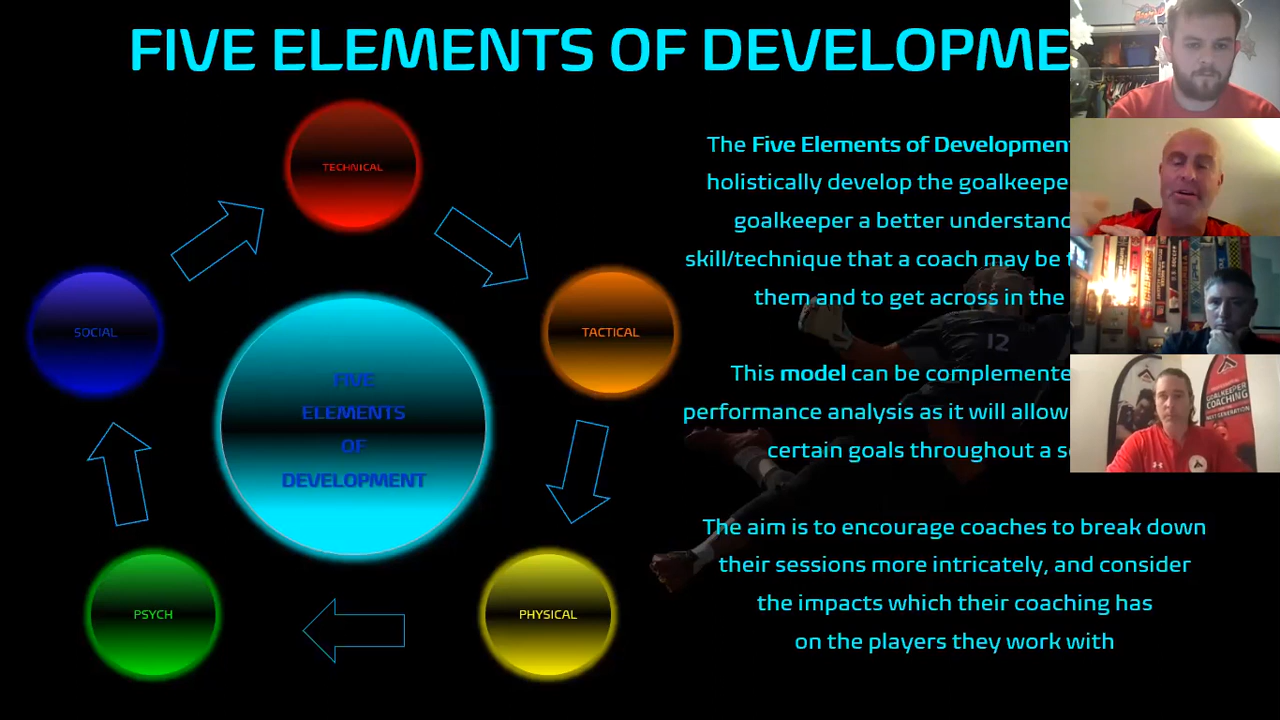 FIVE ELEMENTS OF DEVELOPME
TECHNICAL
TACTICAL
PHYSICAL
PSYCH
SOCIAL
FIVE
ELEMENTS
OF
DEVELOPMENT
The Five Elements of Development
holistically develop the goalkeepe
goalkeeper a better understand
skill/technique that a coach may be
them and to get across in the
This model can be complemente
performance analysis as it will allow
certain goals throughout a
The aim is to encourage coaches to break down
their sessions more intricately, and consider
the impacts which their coaching has
on the players they work with
12
GOALKEEPER
COACHING